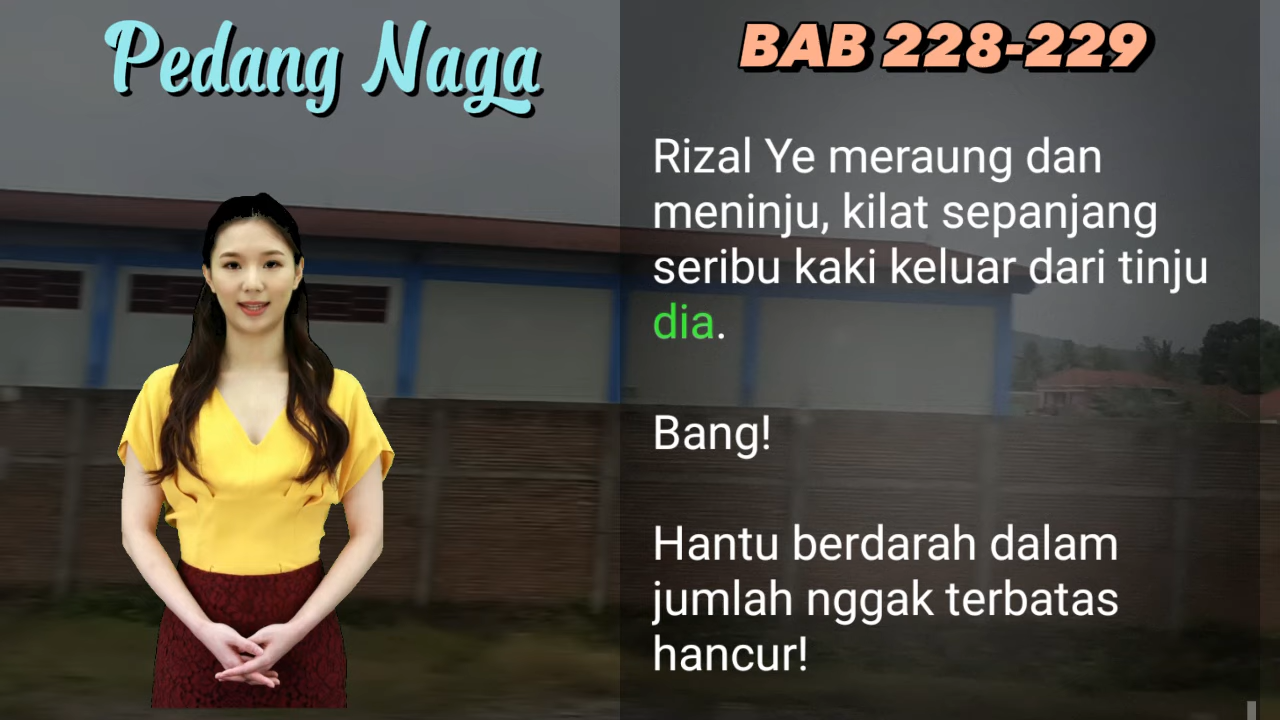 Pedang Naga
BAB 228-229
Rizal Ye meraung dan
meninju, kilat sepanjang
seribu kaki keluar dari tinju
dia.
Bang!
Hantu berdarah dalam
jumlah nggak terbatas
hancur!